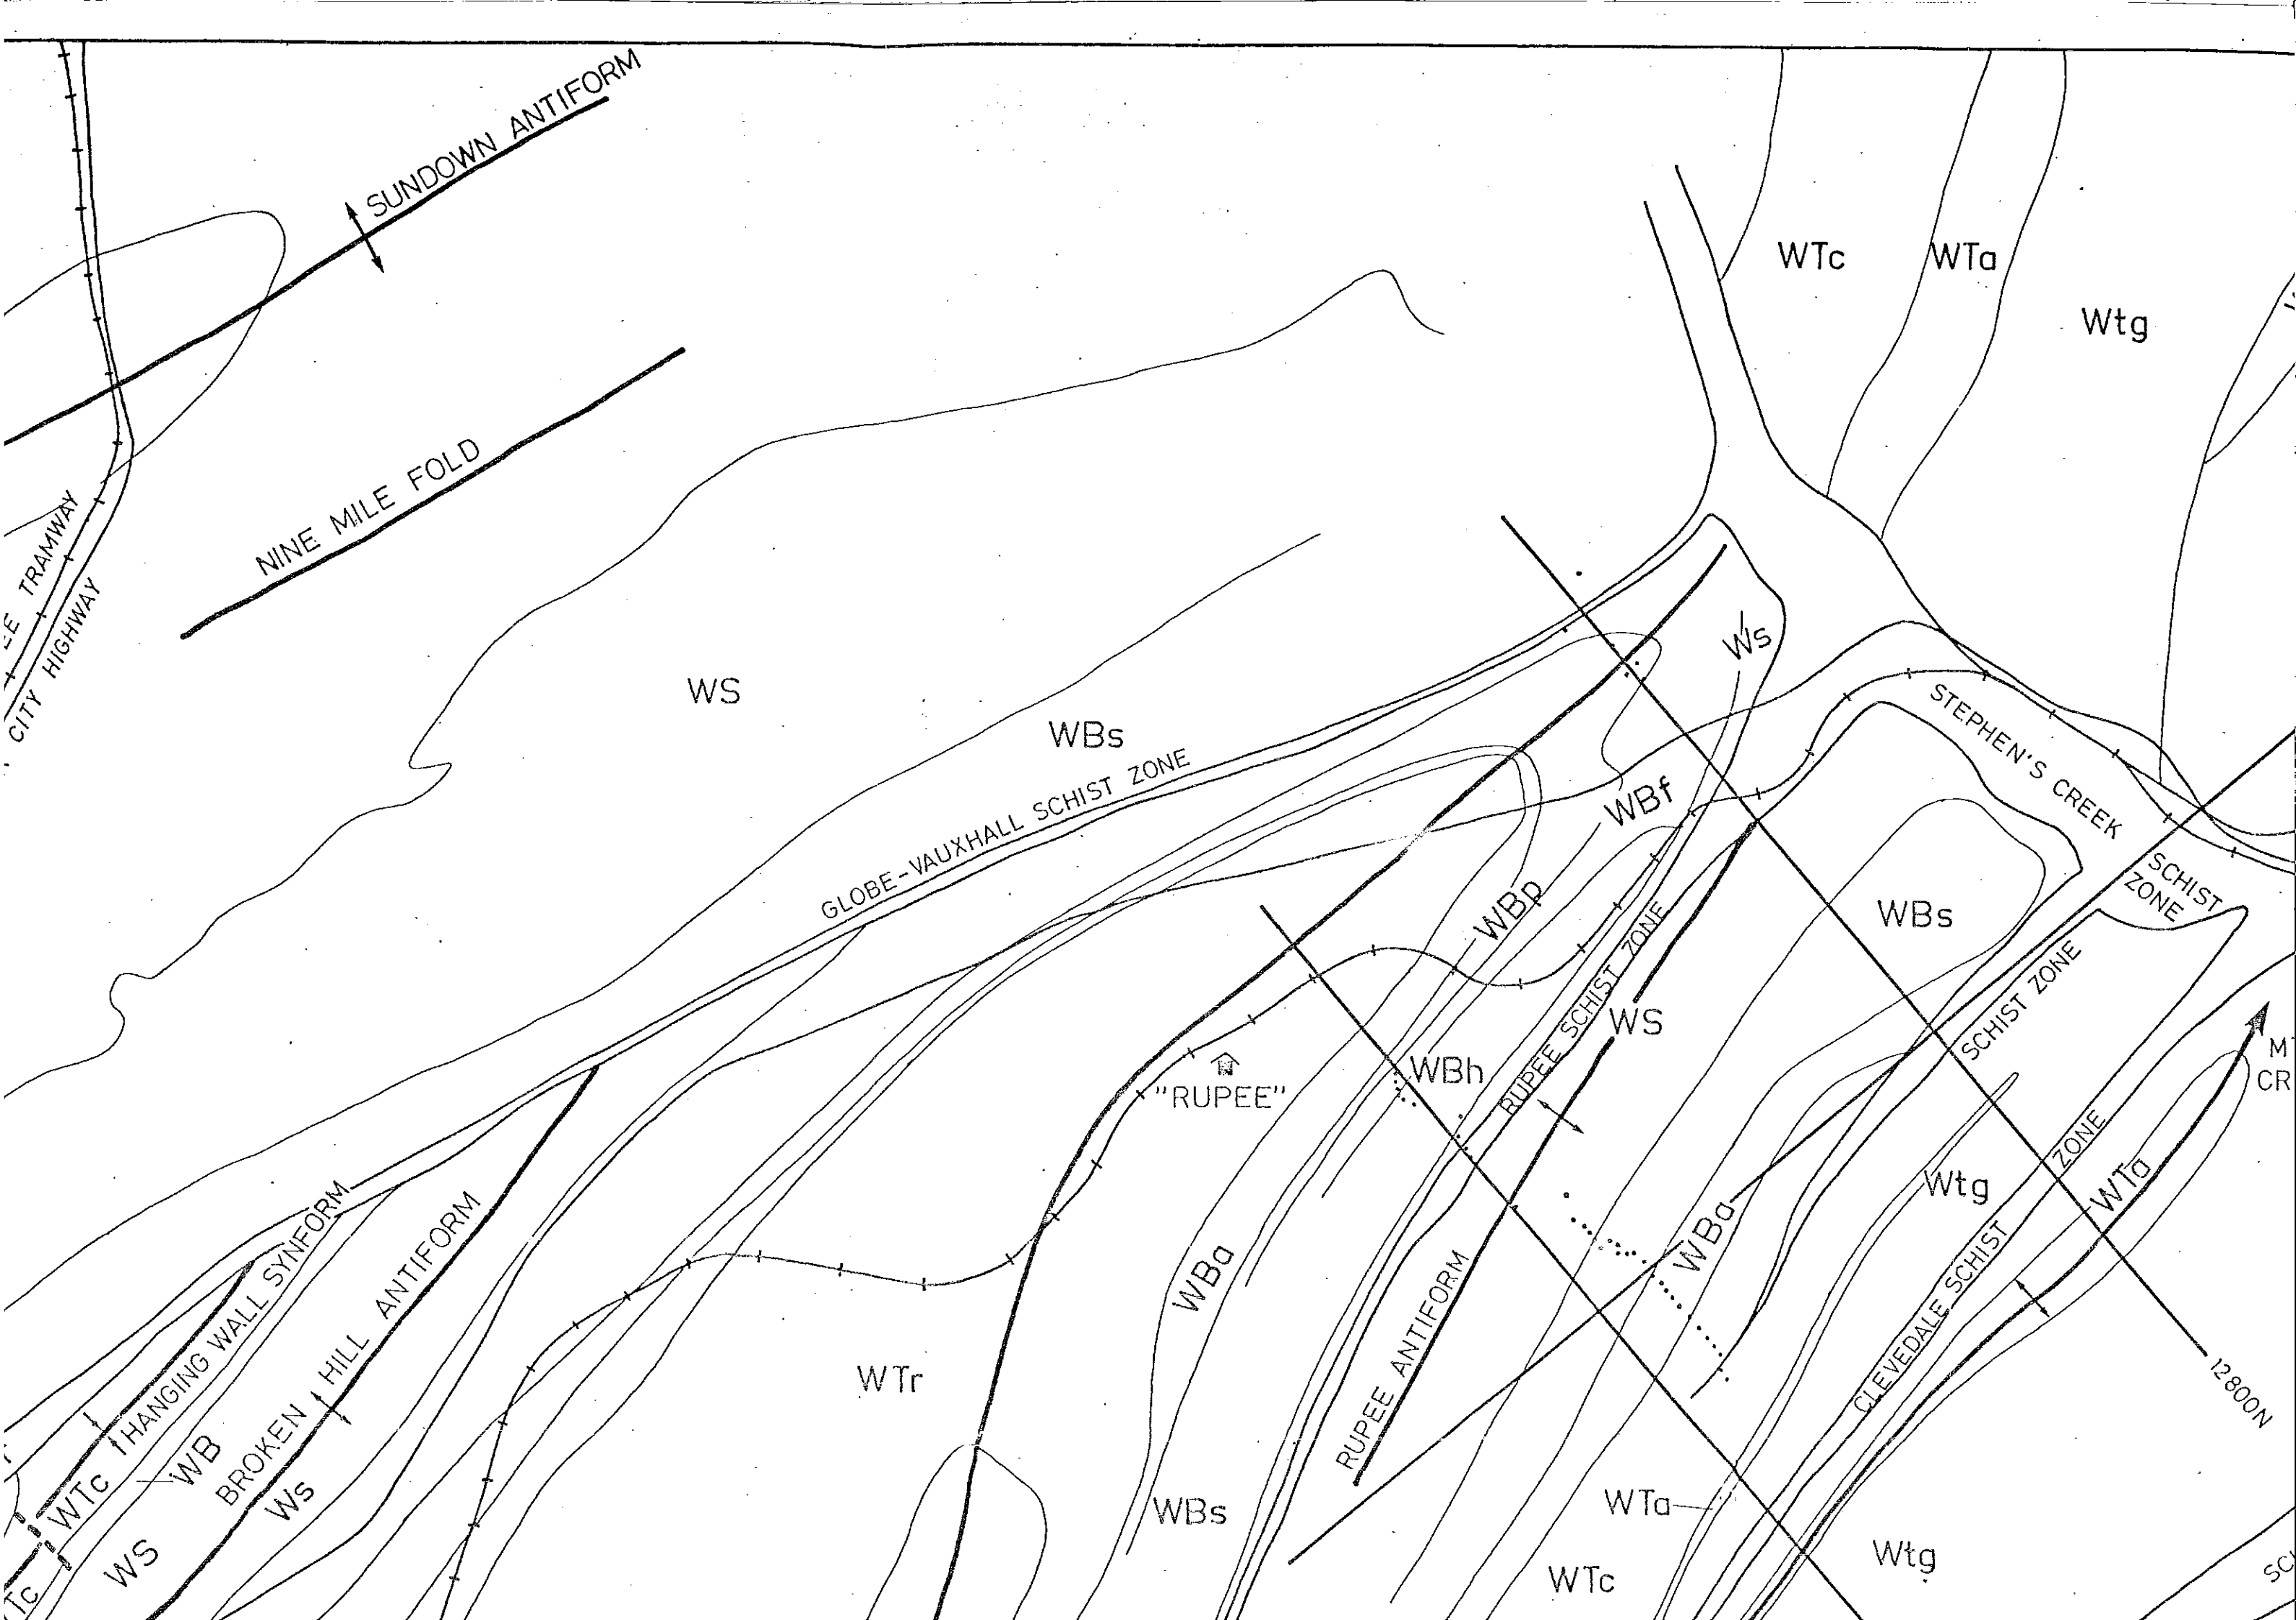 SUNDOWN ANTIFORM
WTc
WTa
Wtg
NINE MILE FOLD
TRAMWAY
CITY HIGHWAY
WS
WBs
Ws
STEPHEN'S CREEK
SCHIST
ZONE
GLOBE-VAUXHALL SCHIST ZONE
WBf
WBp
WBs
RUPEE SCHIST ZONE
WS
SCHIST ZONE
"RUPEE"
WBh
M
CR
ZONE
WTa
Wtg
WBa
WBa
HANGING WALL SYNFORM
BROKEN HILL ANTIFORM
RUPEE ANTIFORM
CLEVEDALE SCHIST
12800N
WTr
WTc
WB
Ws
WS
WBs
WTa
WTc
Wtg
Tc